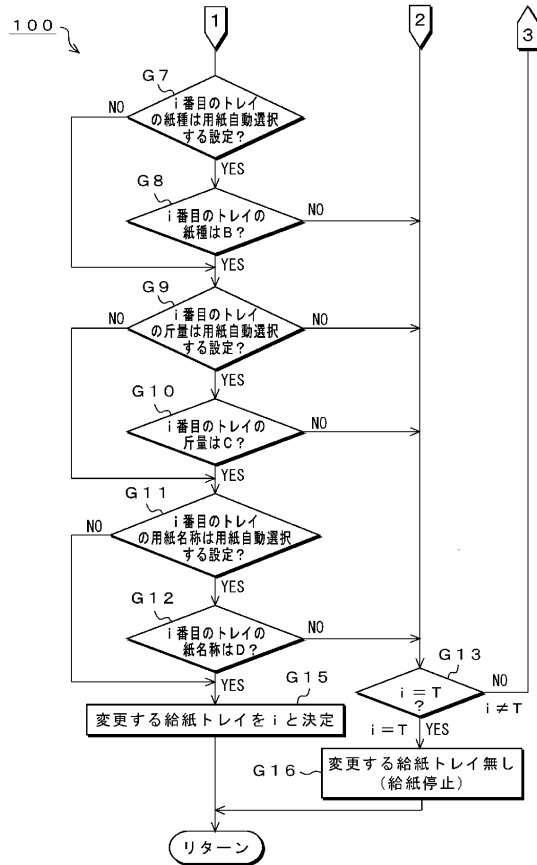 100
1
2
3
G7
i番目のトレイ
の紙種は用紙自動選択
する設定?
NO
YES
G8
i番目のトレイの
紙種はB?
NO
YES
G9
i番目のトレイ
の斤量は用紙自動選択
する設定?
NO
NO
YES
G10
i番目のトレイの
斤量はC?
NO
YES
G11
i番目のトレイ
の用紙名称は用紙自動選択
する設定?
NO
YES
G12
i番目のトレイの
紙名称はD?
NO
YES
G13
i=T
?
NO
i≠T
i=T
YES
G15
変更する給紙トレイをiと決定
G16
変更する給紙トレイ無し
(給紙停止)
リターン